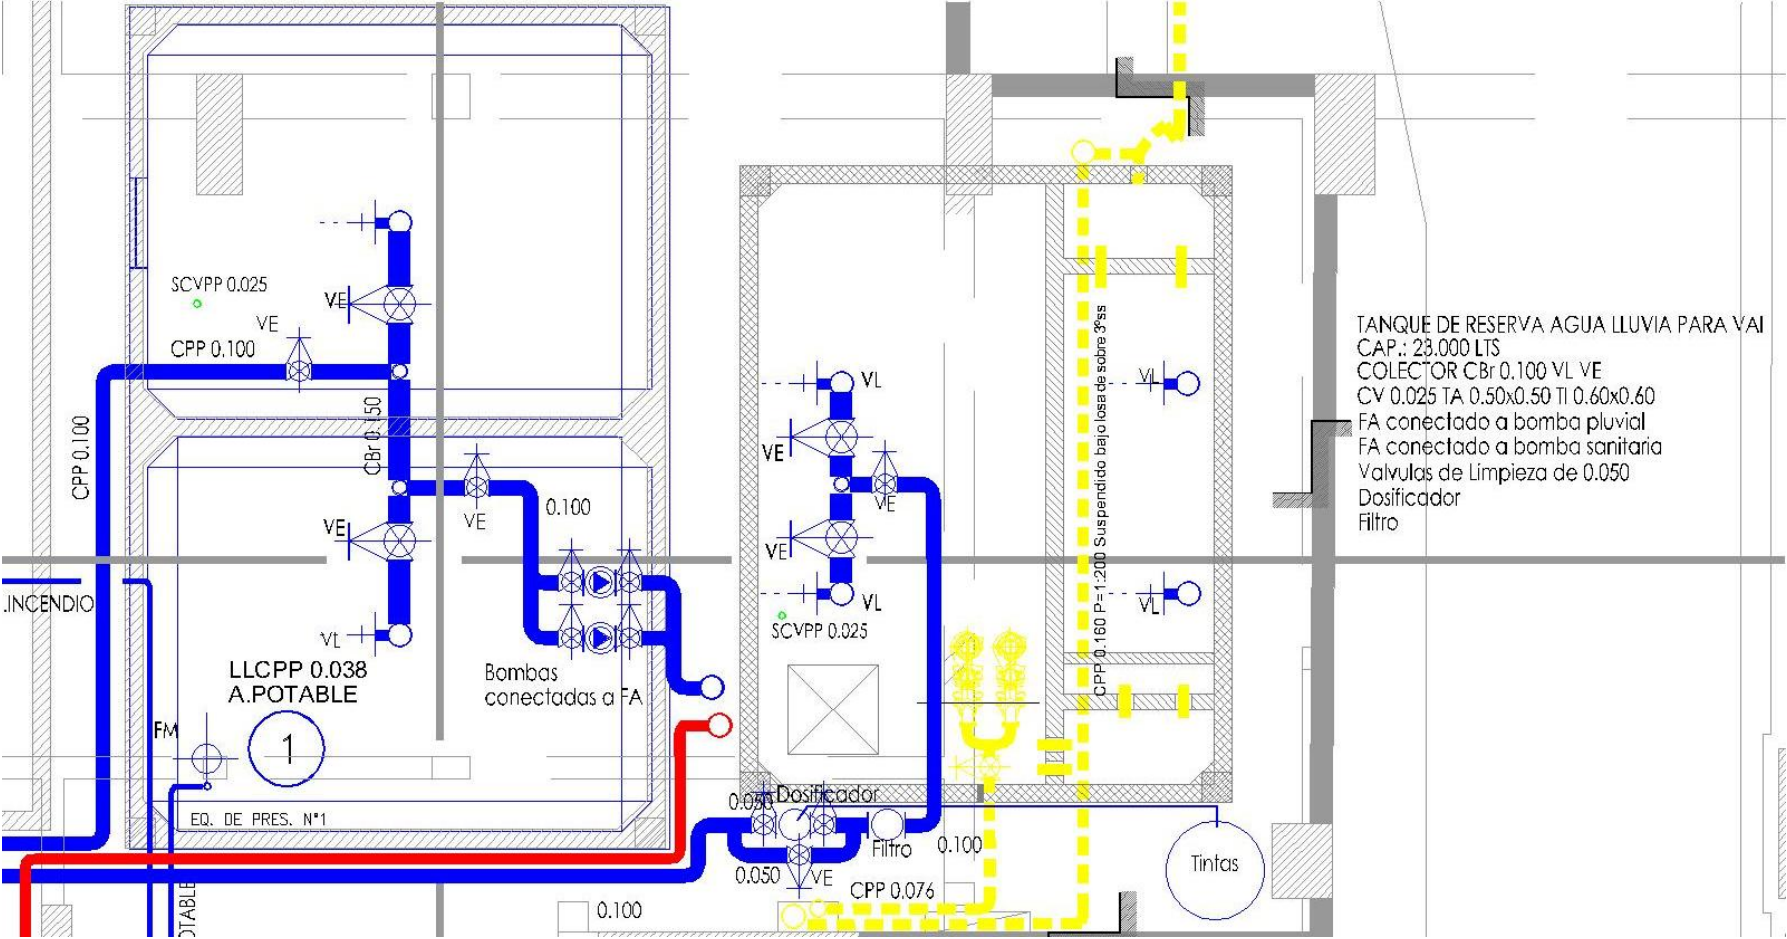 SCVPP 0.025
VE
VE
CPP 0.100
CPP 0.100
CBr 0.150
VE
VE
0.100
.INCENDIO
VL
LLCPP 0.038
A.POTABLE
1
FM
EQ. DE PRES. N°1
Bombas
conectadas a FA
VL
VE
VE
VE
VL
SCVPP 0.025
CPP 0.160 P=1:200 Suspendido bajo losa de sobre 3ºss
VL
VL
TANQUE DE RESERVA AGUA LLUVIA PARA VAI
CAP.: 23.000 LTS
COLECTOR CBr 0.100 VL VE
CV 0.025 TA 0.50x0.50 TI 0.60x0.60
FA conectado a bomba pluvial
FA conectado a bomba sanitaria
Valvulas de Limpieza de 0.050
Dosificador
Filtro
0.050
Dosificador
Filtro
0.100
0.050
VE
CPP 0.076
0.100
Tintas
OTABLE